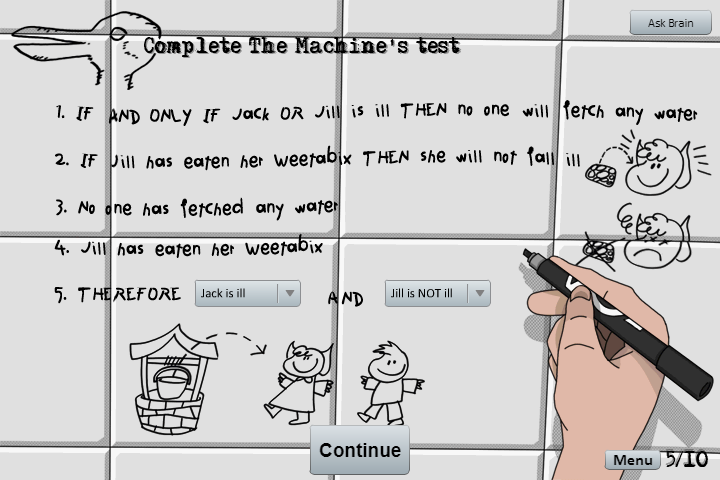 Ask Brain
Complete The Machine's test
1. IF AND ONLY IF Jack OR Jill is ill THEN no one will fetch any water
2. IF Jill has eaten her Weetabix THEN she will not fall ill
3. No one has fetched any water
4. Jill has eaten her Weetabix
5. THEREFORE Jack is ill AND Jill is NOT ill
Continue
Menu 5/10